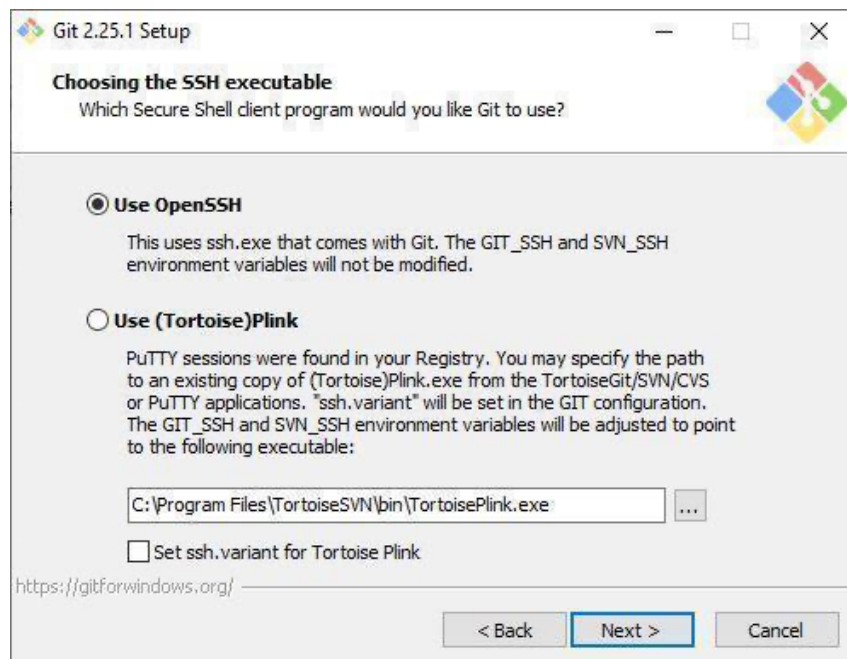 Git 2.25.1 Setup
Choosing the SSH executable
Which Secure Shell client program would you like Git to use?
Use OpenSSH
This uses ssh.exe that comes with Git. The GIT_SSH and SVN_SSH
environment variables will not be modified.
Use (Tortoise)Plink
PuTTY sessions were found in your Registry. You may specify the path
to an existing copy of (Tortoise)Plink.exe from the TortoiseGit/SVN/CVS
or PuTTY applications. "ssh.variant" will be set in the GIT configuration.
The GIT_SSH and SVN_SSH environment variables will be adjusted to point
to the following executable:
C:\Program Files\TortoiseSVN\bin\TortoisePlink.exe
...
Set ssh.variant for Tortoise Plink
https://gitforwindows.org/
< Back Next > Cancel